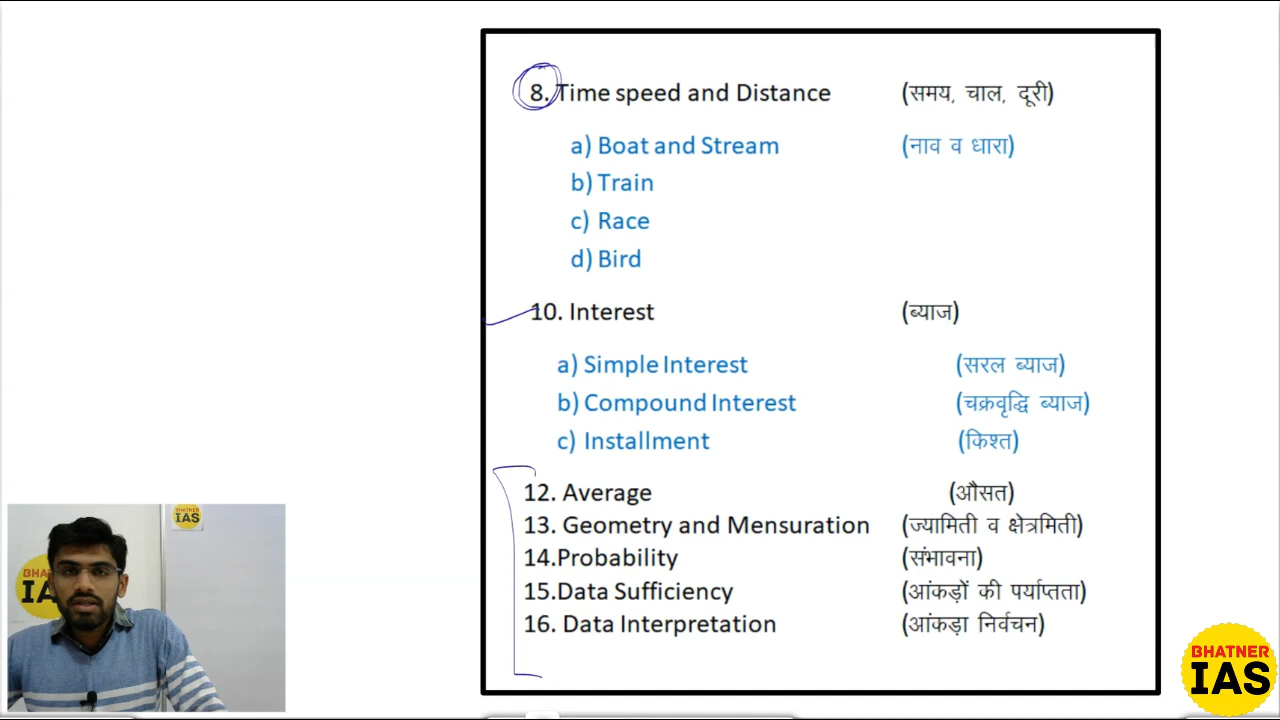 8. Time speed and Distance (समय, चाल, दूरी)
a) Boat and Stream (नाव व धारा)
b) Train
c) Race
d) Bird
10. Interest (ब्याज)
a) Simple Interest (सरल ब्याज)
b) Compound Interest (चक्रवृद्धि ब्याज)
c) Installment (किश्त)
12. Average (औसत)
13. Geometry and Mensuration (ज्यामिती व क्षेत्रमिती)
14.Probability (संभावना)
15.Data Sufficiency (आंकड़ों की पर्याप्तता)
16. Data Interpretation (आंकड़ा निर्वचन)
BHATNER
IAS
BHATNER
IAS